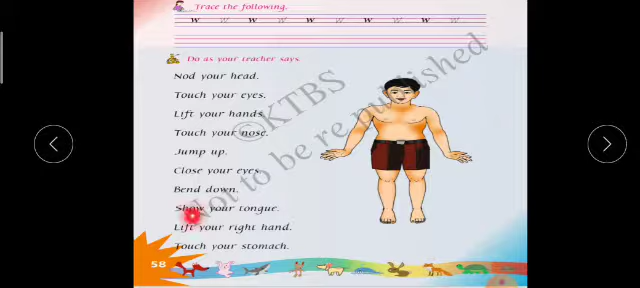 Trace the following.
w w w w w w w w w w
Do as your teacher says.
Nod your head.
Touch your eyes.
Lift your hands.
Touch your nose.
Jump up.
Close your eyes.
Bend down.
Show your tongue.
Lift your right hand.
Touch your stomach.
58
©KTBS
Not to be re published